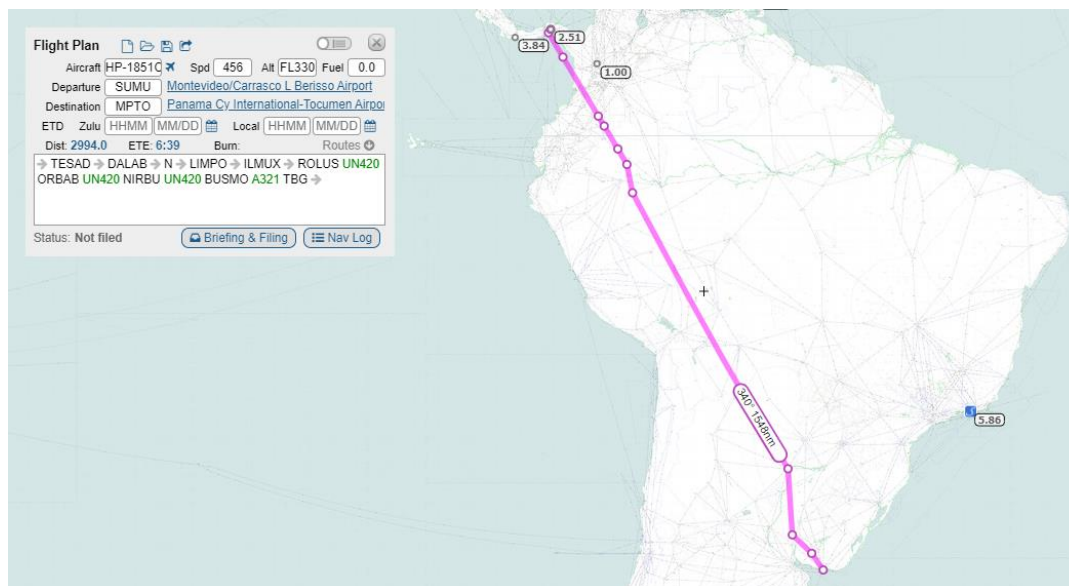 Flight Plan
Aircraft HP-1851C Spd 456 Alt FL330 Fuel 0.0
Departure SUMU Montevideo/Carrasco L Berisso Airport
Destination MPTO Panama Cy International-Tocumen Airpo
ETD Zulu HHMM MM/DD Local HHMM MM/DD
Dist: 2994.0 ETE: 6:39 Burn: Routes
→ TESAD → DALAB → N → LIMPO → ILMUX → ROLUS UN420
ORBAB UN420 NIRBU UN420 BUSMO A321 TBG →
Status: Not filed Briefing & Filing Nav Log
3.84
2.51
1.00
340° 1548nm
5.86